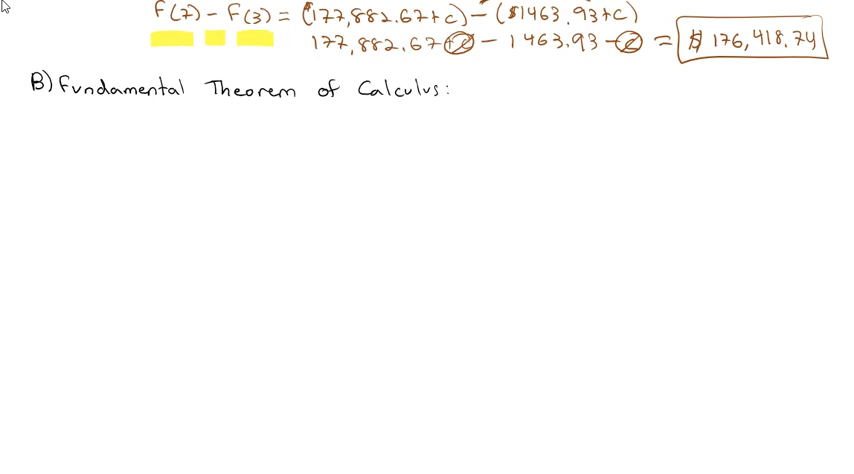 F(7) - F(3) = ($177,882.67+c) - ($1463.93+c)
177,882.67+c - 1463.93-c = $176,418.74
B) Fundamental Theorem of Calculus: